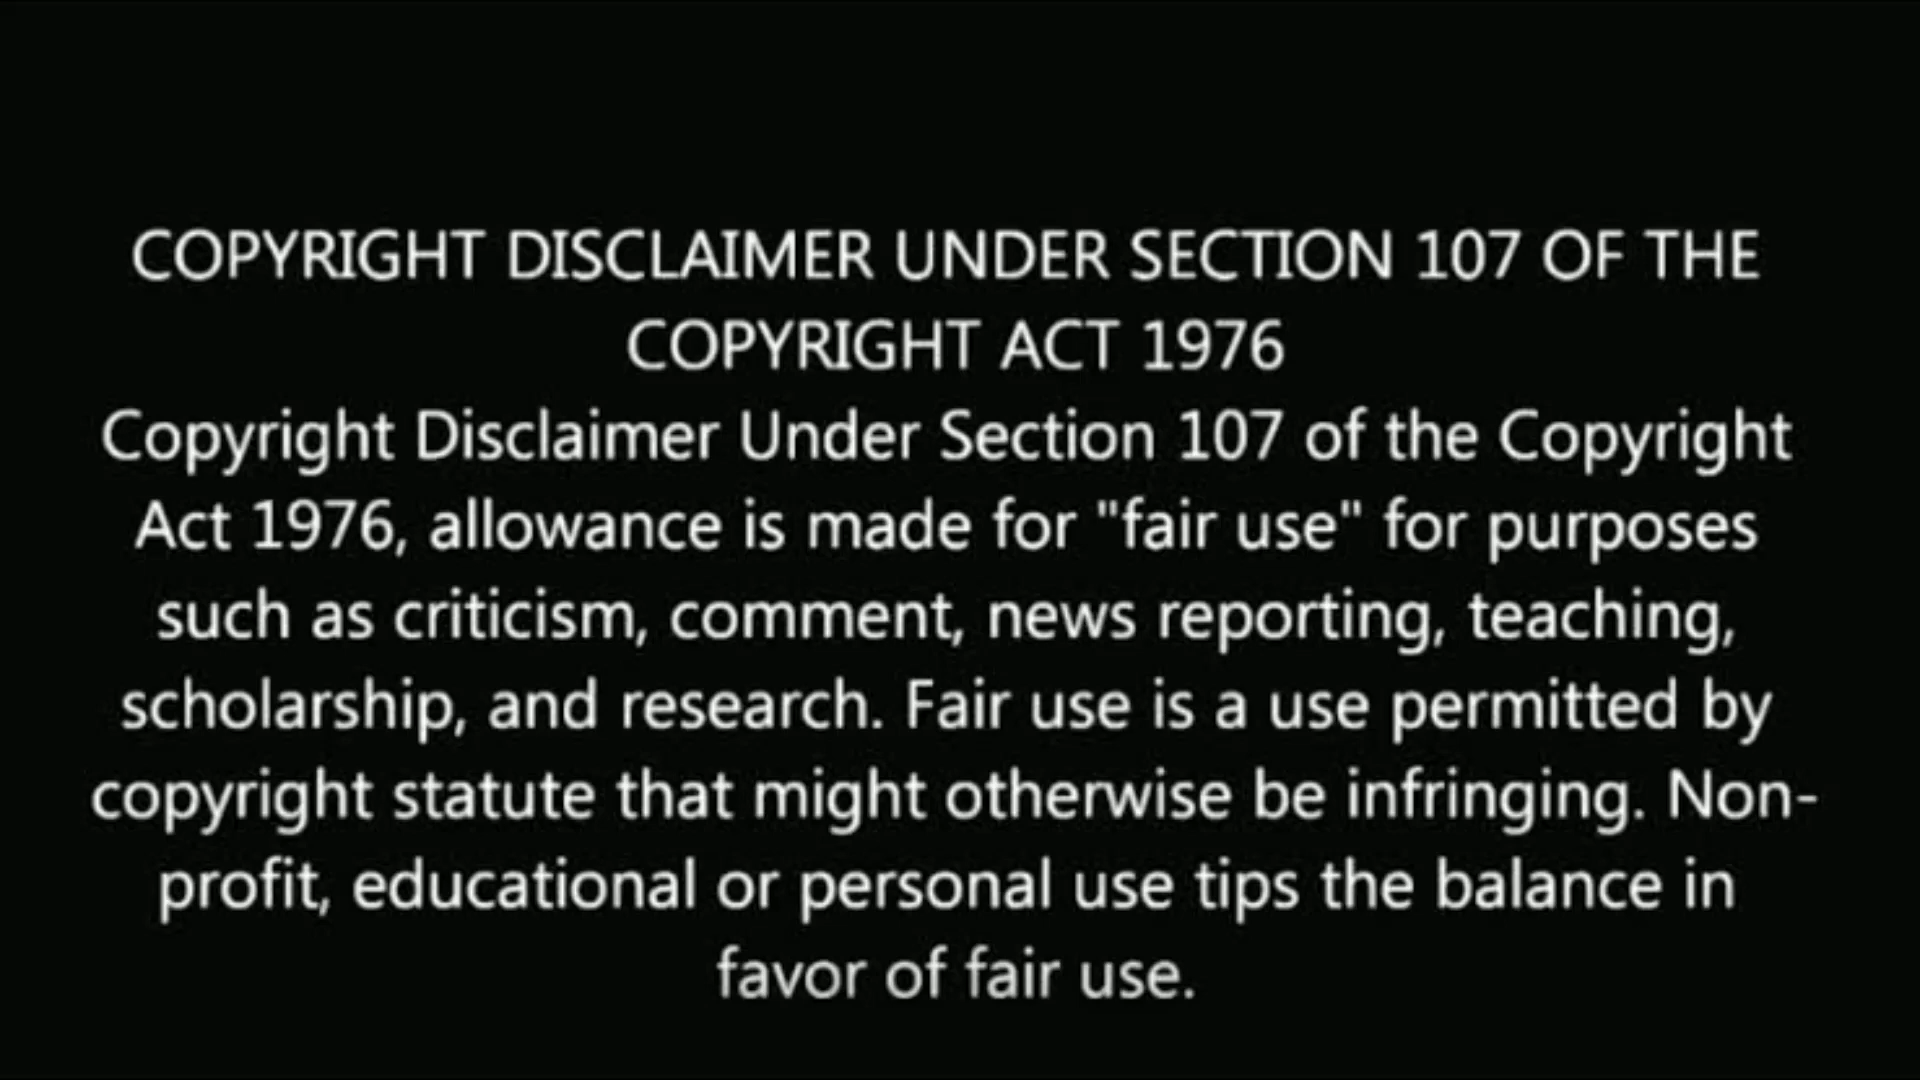 COPYRIGHT DISCLAIMER UNDER SECTION 107 OF THE
COPYRIGHT ACT 1976
Copyright Disclaimer Under Section 107 of the Copyright
Act 1976, allowance is made for "fair use" for purposes
such as criticism, comment, news reporting, teaching,
scholarship, and research. Fair use is a use permitted by
copyright statute that might otherwise be infringing. Non-
profit, educational or personal use tips the balance in
favor of fair use.